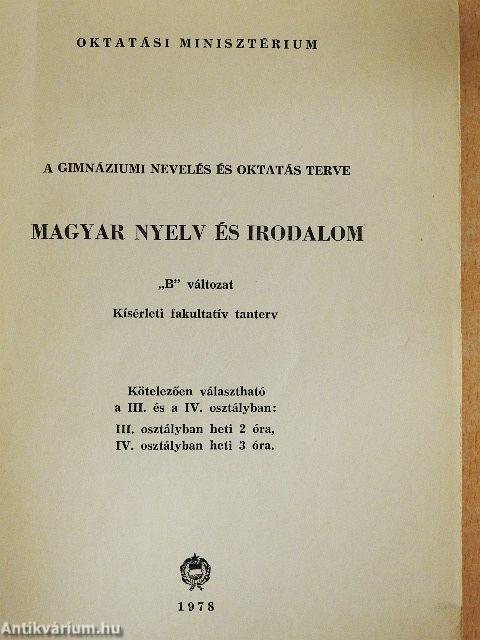 OKTATÁSI MINISZTÉRIUM
A GIMNÁZIUMI NEVELÉS ÉS OKTATÁS TERVE
MAGYAR NYELV ÉS IRODALOM
„B” változat
Kísérleti fakultatív tanterv
Kötelezően választható
a III. és a IV. osztályban:
III. osztályban heti 2 óra,
IV. osztályban heti 3 óra.
1978
Antikvárium.hu